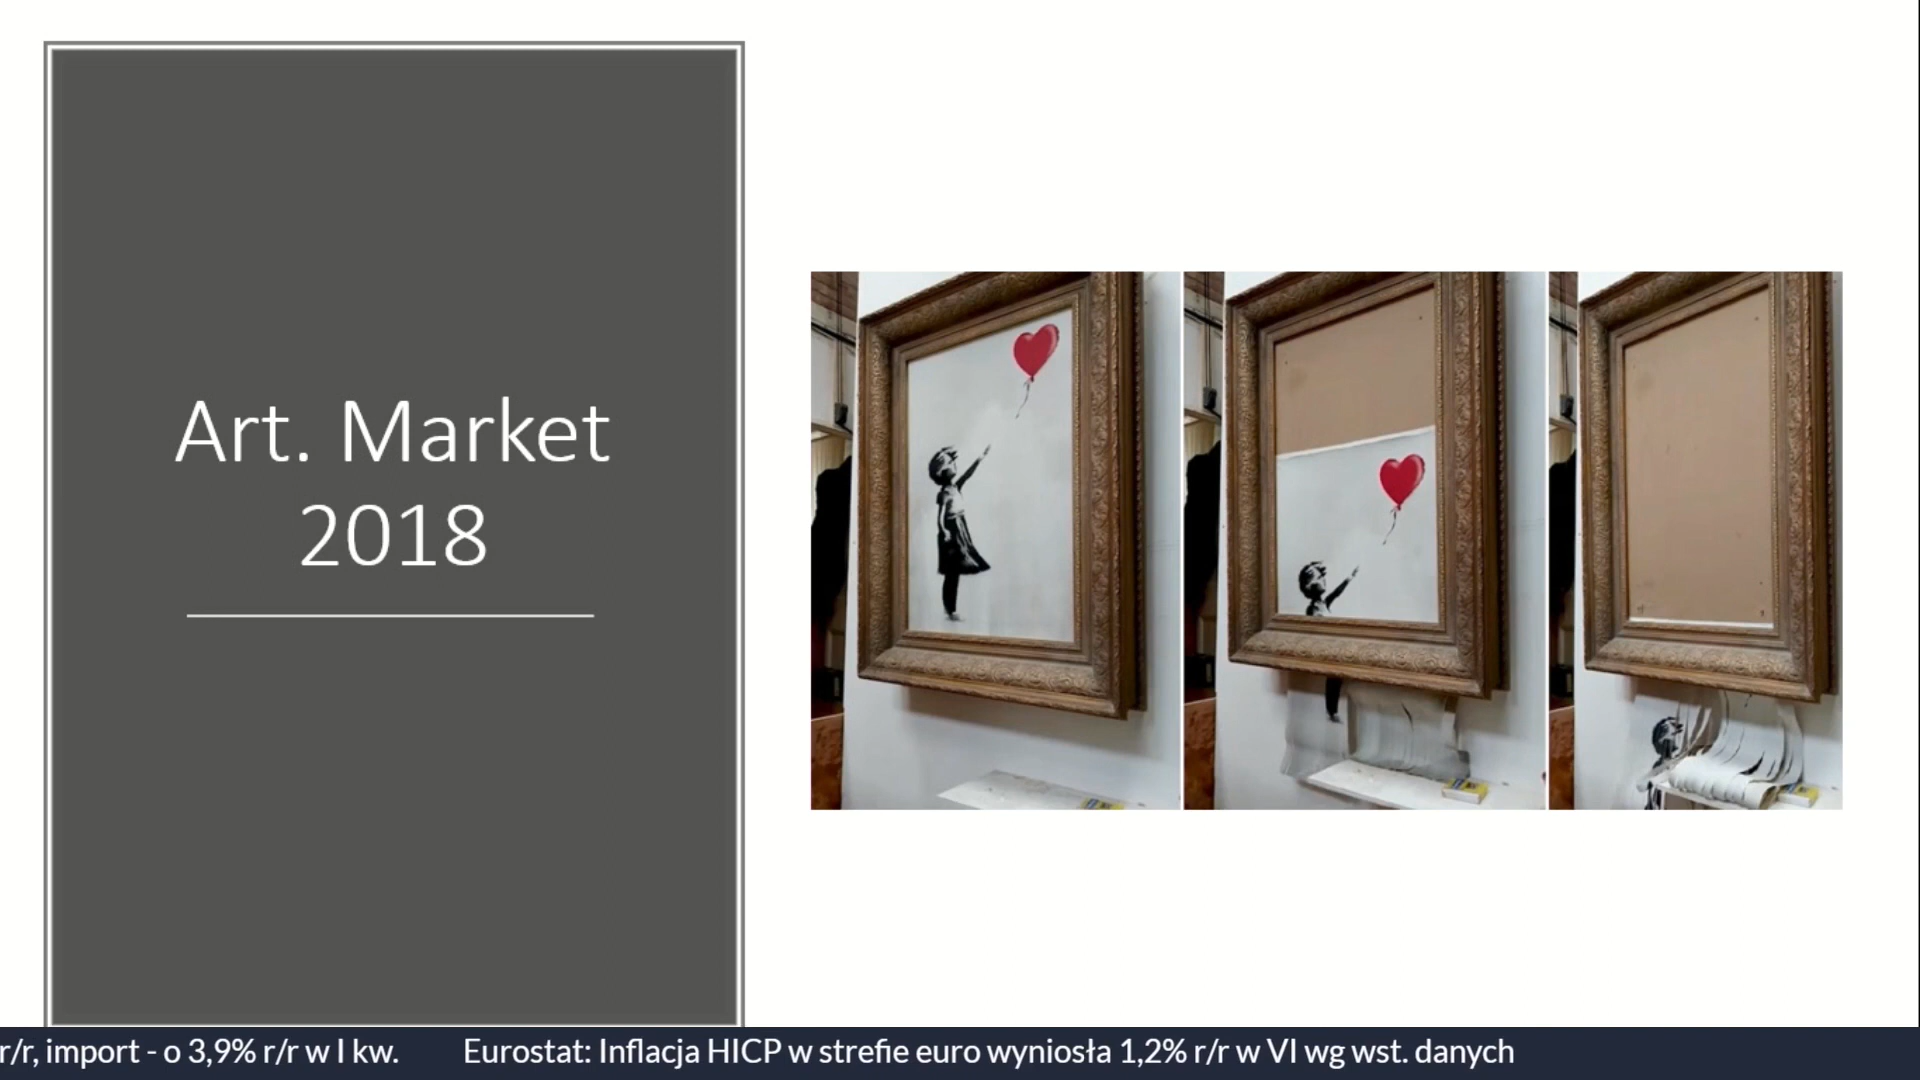 Art. Market
2018
r/r, import - o 3,9% r/r w I kw. Eurostat: Inflacja HICP w strefie euro wyniosła 1,2% r/r w VI wg wst. danych